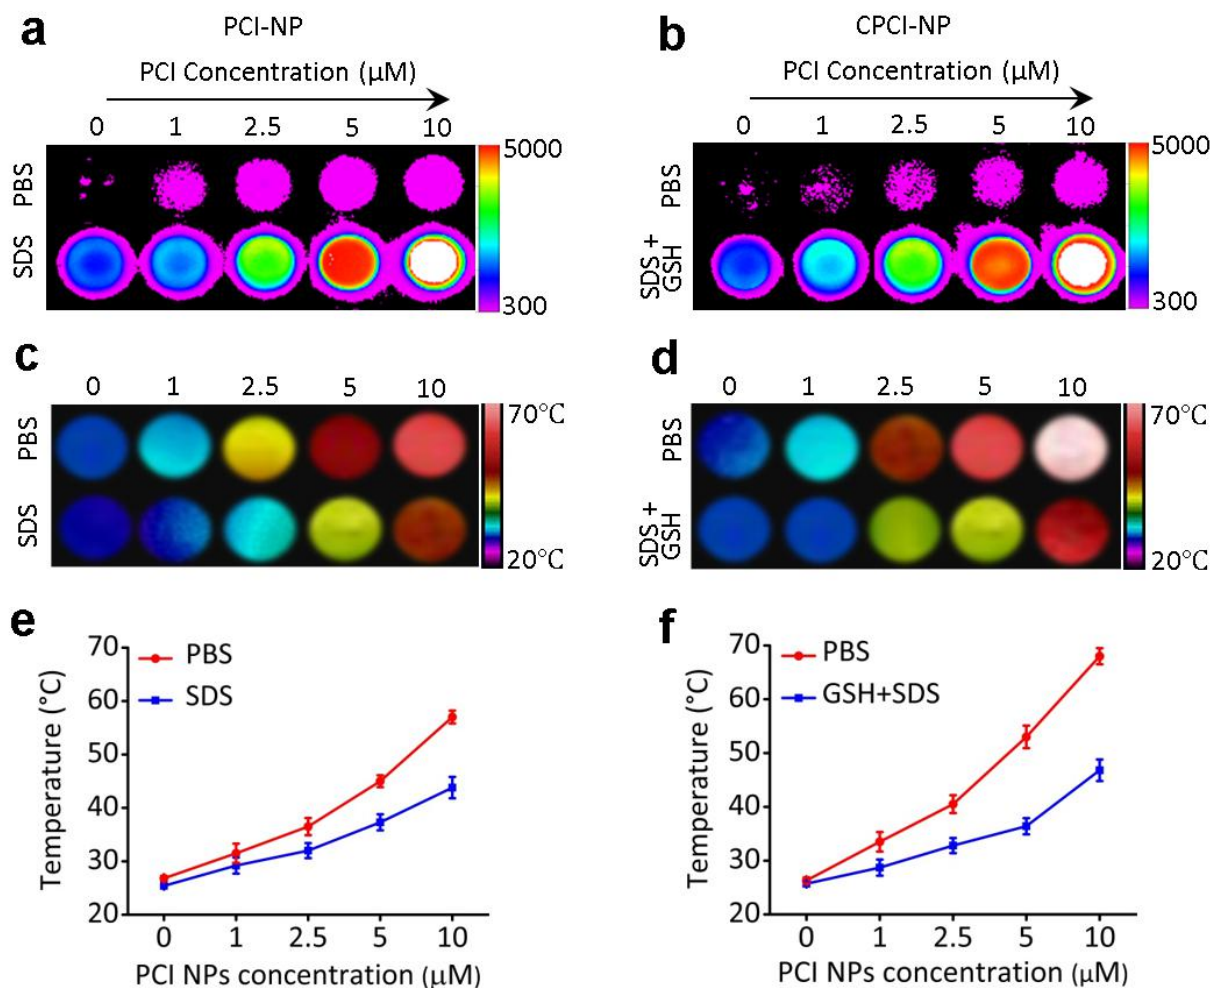 a
PCI-NP
PCI Concentration (μM)
0 1 2.5 5 10
PBS
SDS
5000
300
b
CPCI-NP
PCI Concentration (μM)
0 1 2.5 5 10
PBS
SDS +
GSH
5000
300
c
0 1 2.5 5 10
PBS
SDS
70°C
20°C
d
0 1 2.5 5 10
PBS
SDS +
GSH
70°C
20°C
e
PBS
SDS
Temperature (°C)
70
60
50
40
30
20
0 1 2.5 5 10
PCI NPs concentration (μM)
f
PBS
GSH+SDS
Temperature (°C)
70
60
50
40
30
20
0 1 2.5 5 10
PCI NPs concentration (μM)